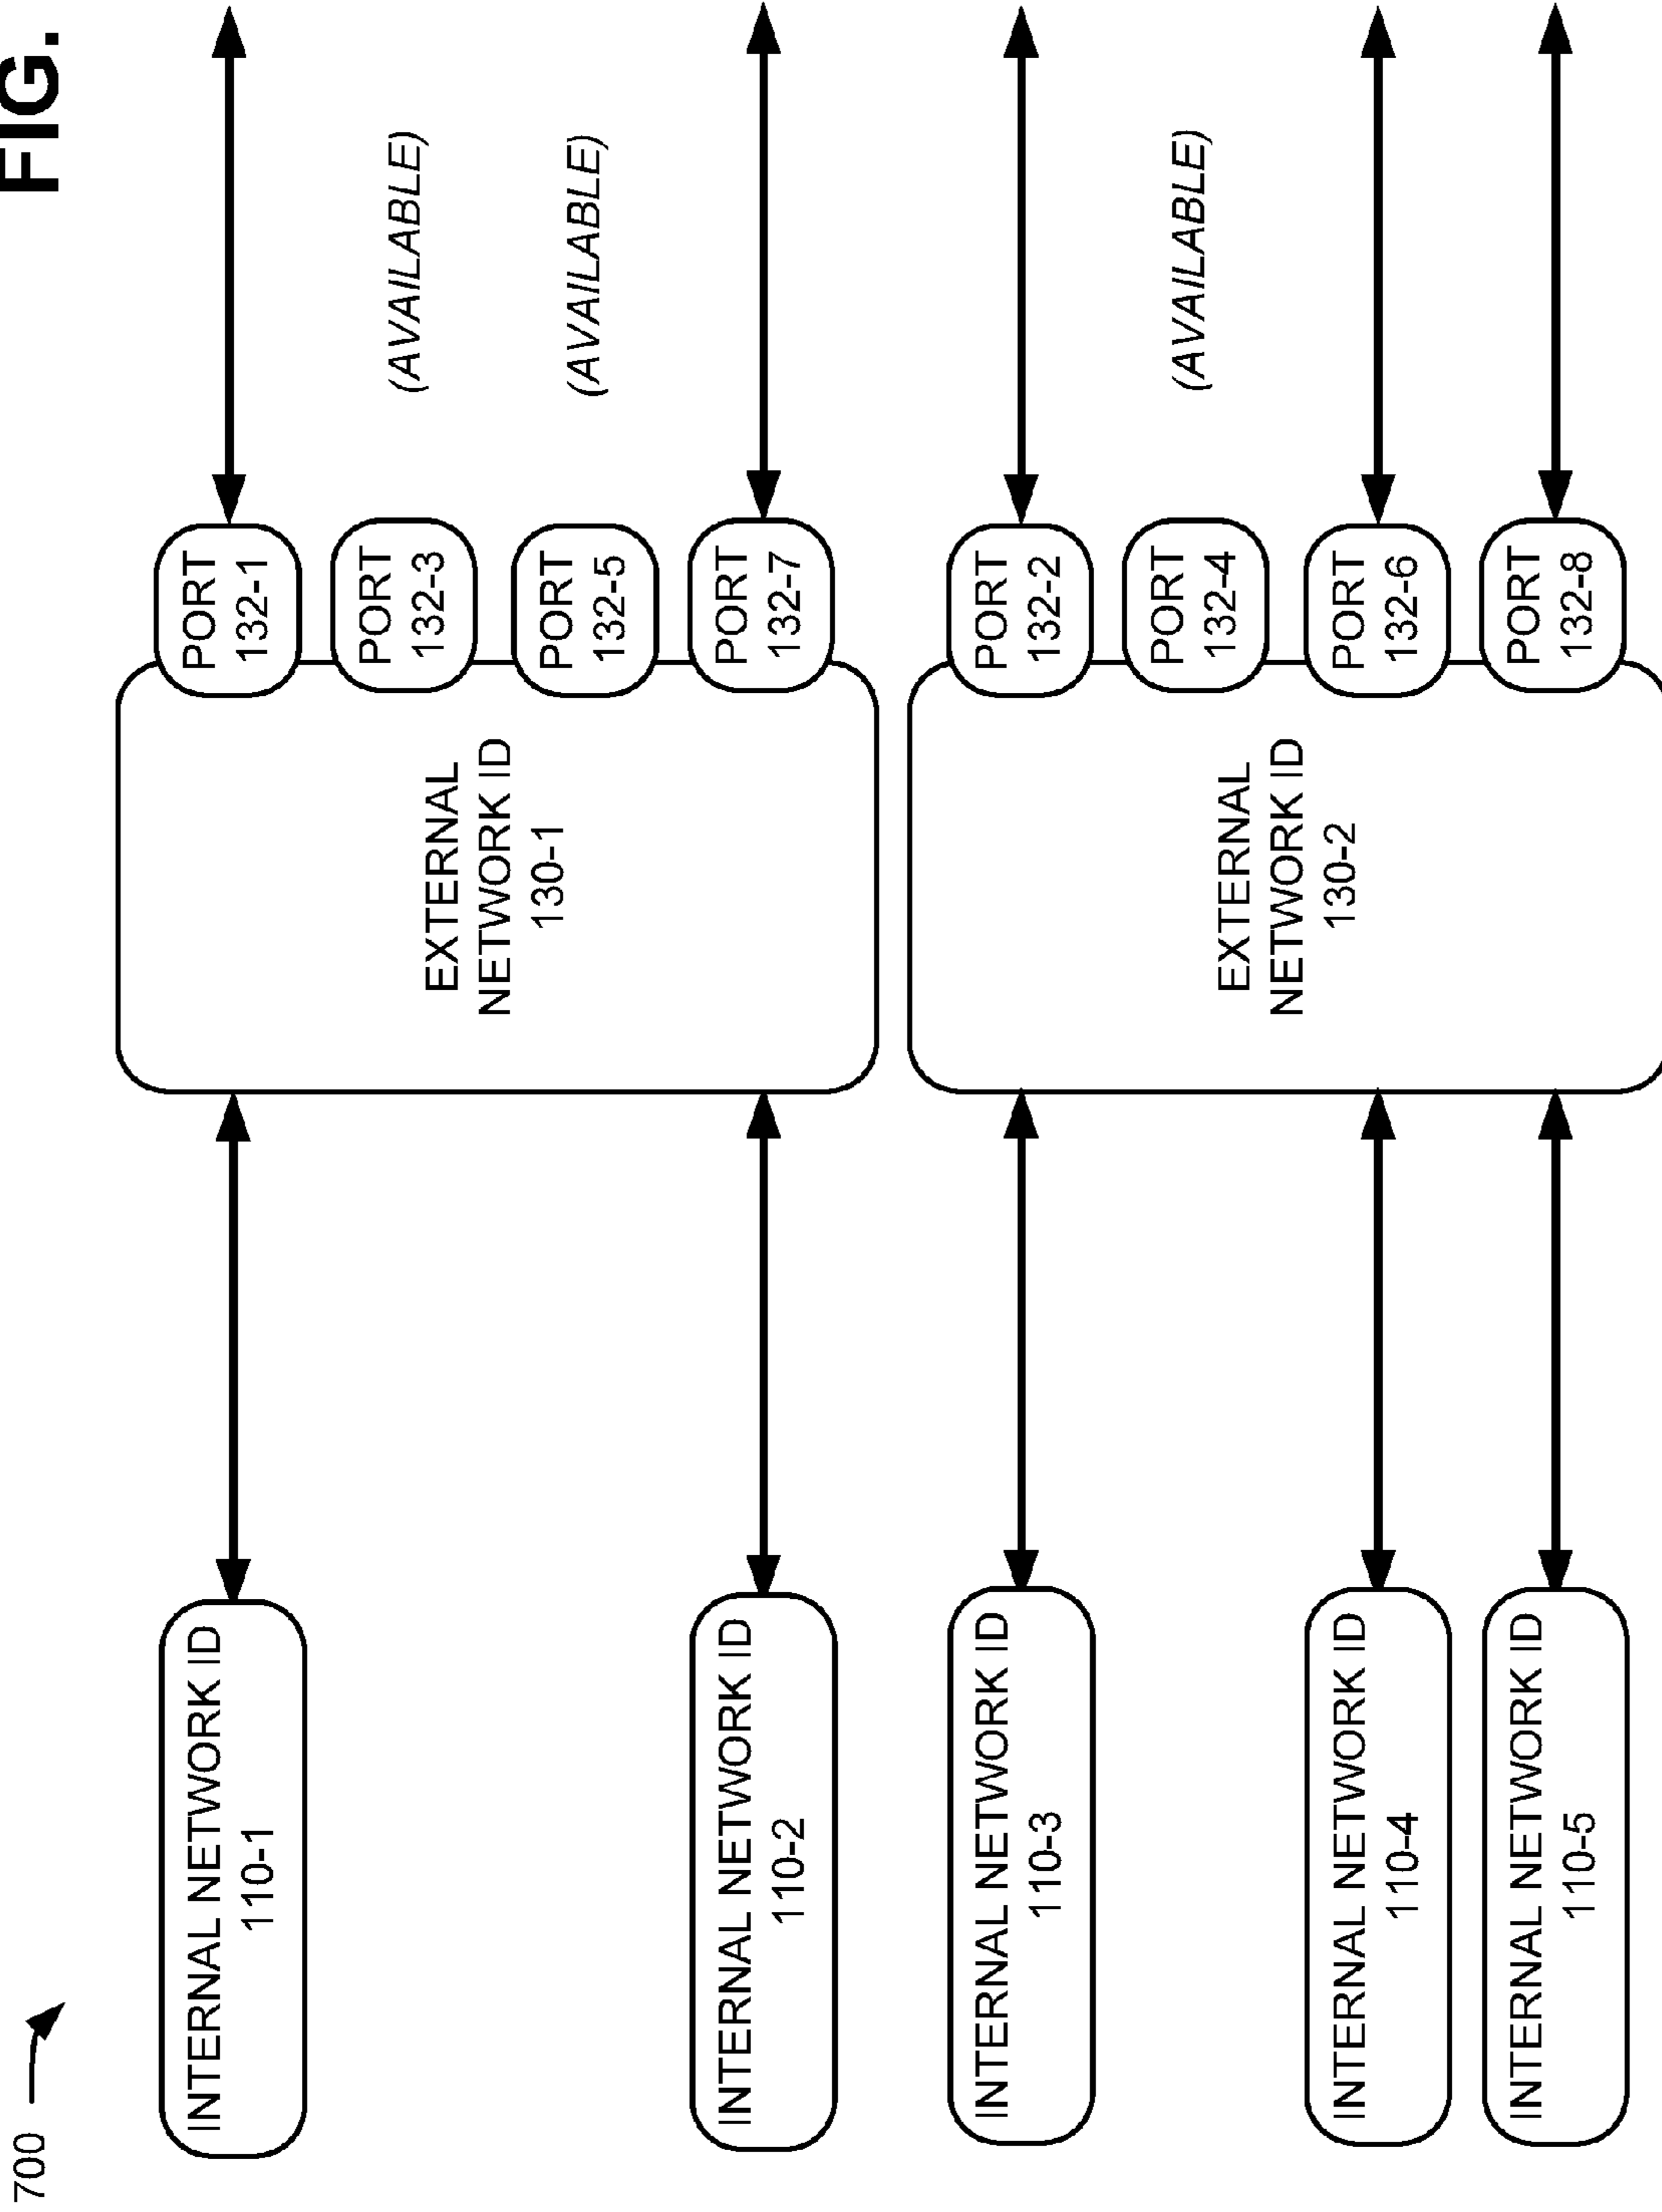 700
FIG.
INTERNAL NETWORK ID
110-1
EXTERNAL
NETWORK ID
130-1
PORT
132-1
PORT
132-3
(AVAILABLE)
PORT
132-5
(AVAILABLE)
INTERNAL NETWORK ID
110-2
PORT
132-7
INTERNAL NETWORK ID
110-3
EXTERNAL
NETWORK ID
130-2
PORT
132-2
PORT
132-4
(AVAILABLE)
INTERNAL NETWORK ID
110-4
PORT
132-6
INTERNAL NETWORK ID
110-5
PORT
132-8